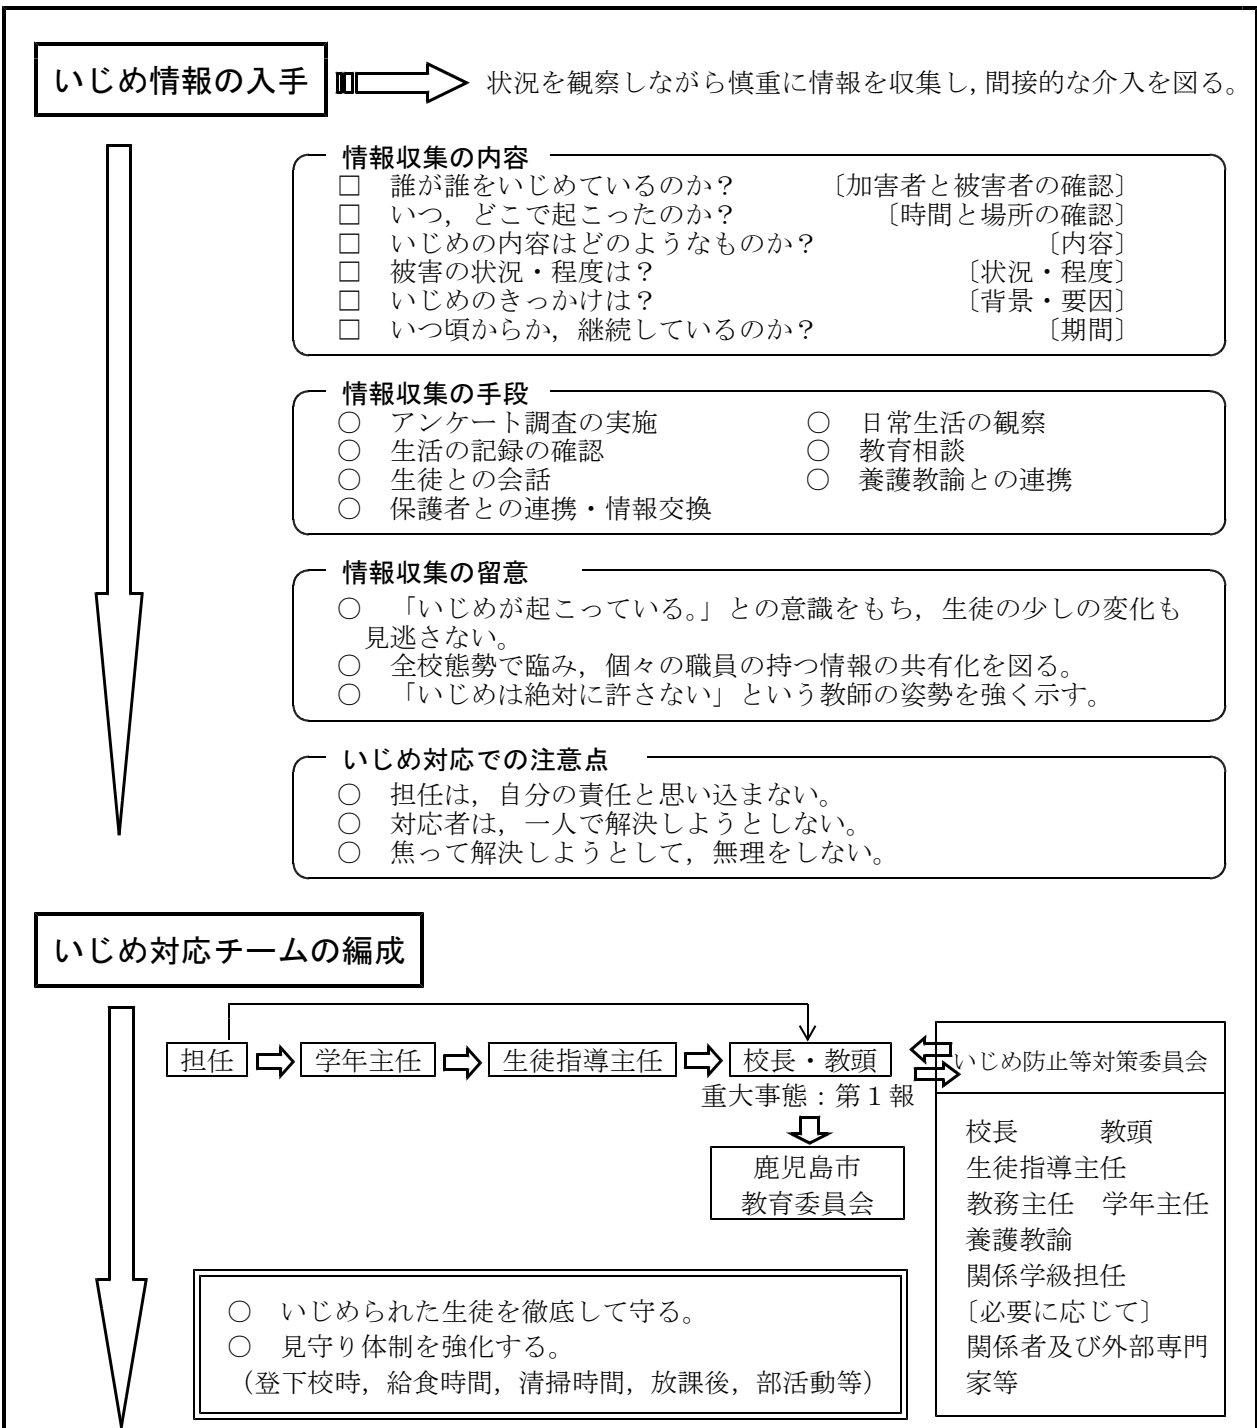 いじめ情報の入手
状況を観察しながら慎重に情報を収集し,間接的な介入を図る。
情報収集の内容
□　誰が誰をいじめているのか？　〔加害者と被害者の確認〕
□　いつ，どこで起こったのか？　〔時間と場所の確認〕
□　いじめの内容はどのようなものか？　〔内容〕
□　被害の状況・程度は？　〔状況・程度〕
□　いじめのきっかけは？　〔背景・要因〕
□　いつ頃からか，継続しているのか？　〔期間〕
情報収集の手段
○　アンケート調査の実施　○　日常生活の観察
○　生活の記録の確認　○　教育相談
○　生徒との会話　○　養護教諭との連携
○　保護者との連携・情報交換
情報収集の留意
○　「いじめが起こっている。」との意識をもち，生徒の少しの変化も
見逃さない。
○　全校態勢で臨み，個々の職員の持つ情報の共有化を図る。
○　「いじめは絶対に許さない」という教師の姿勢を強く示す。
いじめ対応での注意点
○　担任は，自分の責任と思い込まない。
○　対応者は，一人で解決しようとしない。
○　焦って解決しようとして，無理をしない。
いじめ対応チームの編成
担任　学年主任　生徒指導主任　校長・教頭
重大事態：第１報
鹿児島市
教育委員会
いじめ防止等対策委員会
校長　教頭
生徒指導主任
教務主任　学年主任
養護教諭
関係学級担任
〔必要に応じて〕
関係者及び外部専門
家等
○　いじめられた生徒を徹底して守る。
○　見守り体制を強化する。
（登下校時，給食時間，清掃時間，放課後，部活動等）